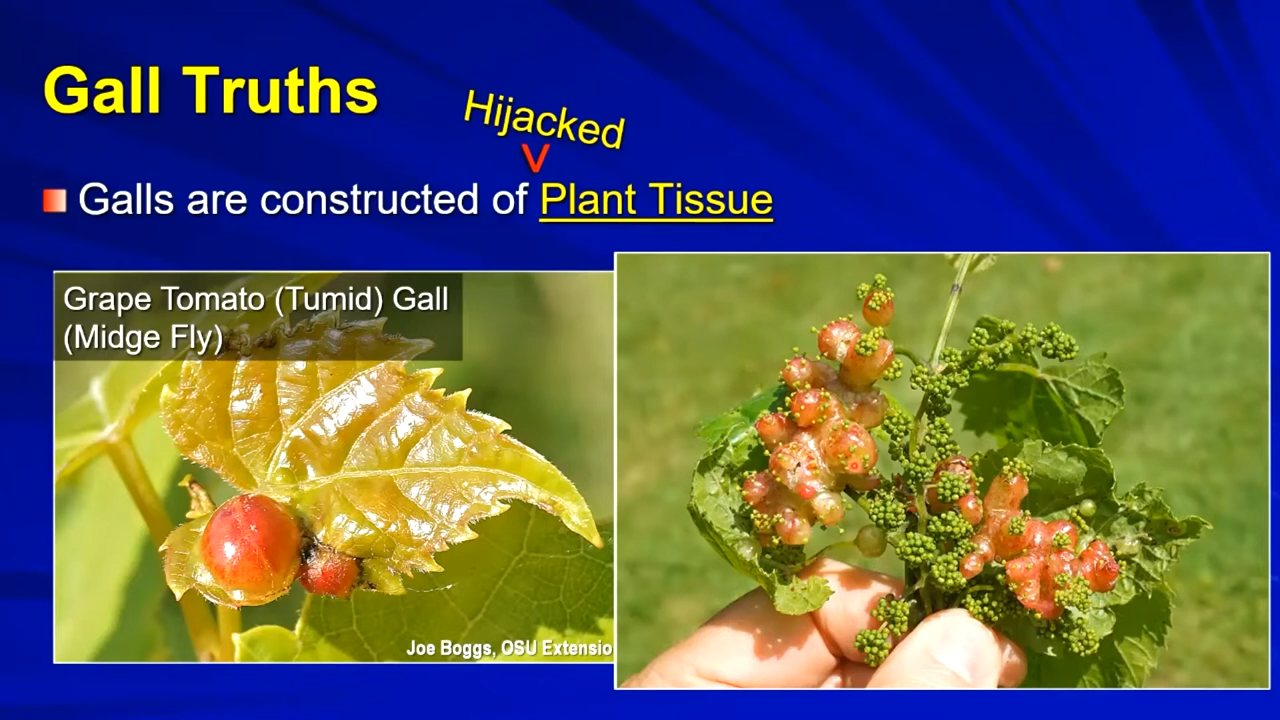 Gall Truths
Hijacked
V
Galls are constructed of Plant Tissue
Grape Tomato (Tumid) Gall
(Midge Fly)
Joe Boggs, OSU Extensio